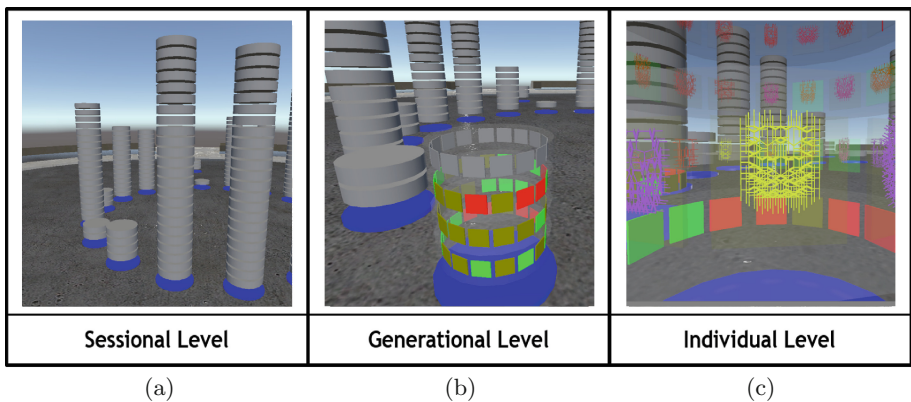 Sessional Level
Generational Level
Individual Level
(a)
(b)
(c)